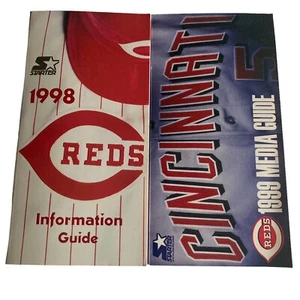 STARTER
1998
REDS
Information
Guide
CINCINNATI
5
1999 MEDIA GUIDE
REDS
STARTER